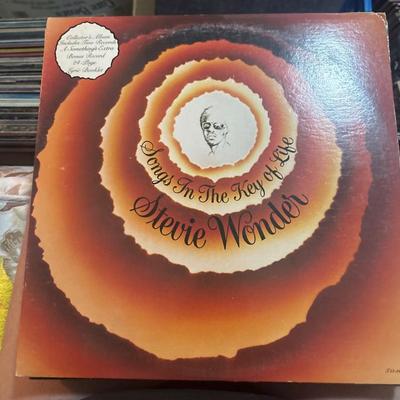 Collector's Album
Includes Two Records
A Something's Extra
Bonus Record
24-Page
Lyric Booklet
Songs In The Key of Life
Stevie Wonder